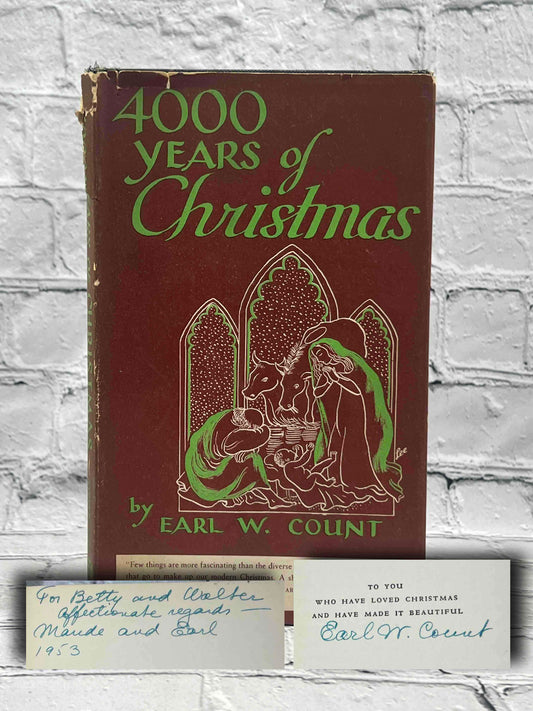 4000
YEARS of
Christmas
Lee
by EARL W. COUNT
"Few things are more fascinating than the diverse
that go to make up our modern Christmas. A sh
AR
For Betty and Walter
affectionate regards —
Maude and Earl
1953
TO YOU
WHO HAVE LOVED CHRISTMAS
AND HAVE MADE IT BEAUTIFUL
Earl W. Count